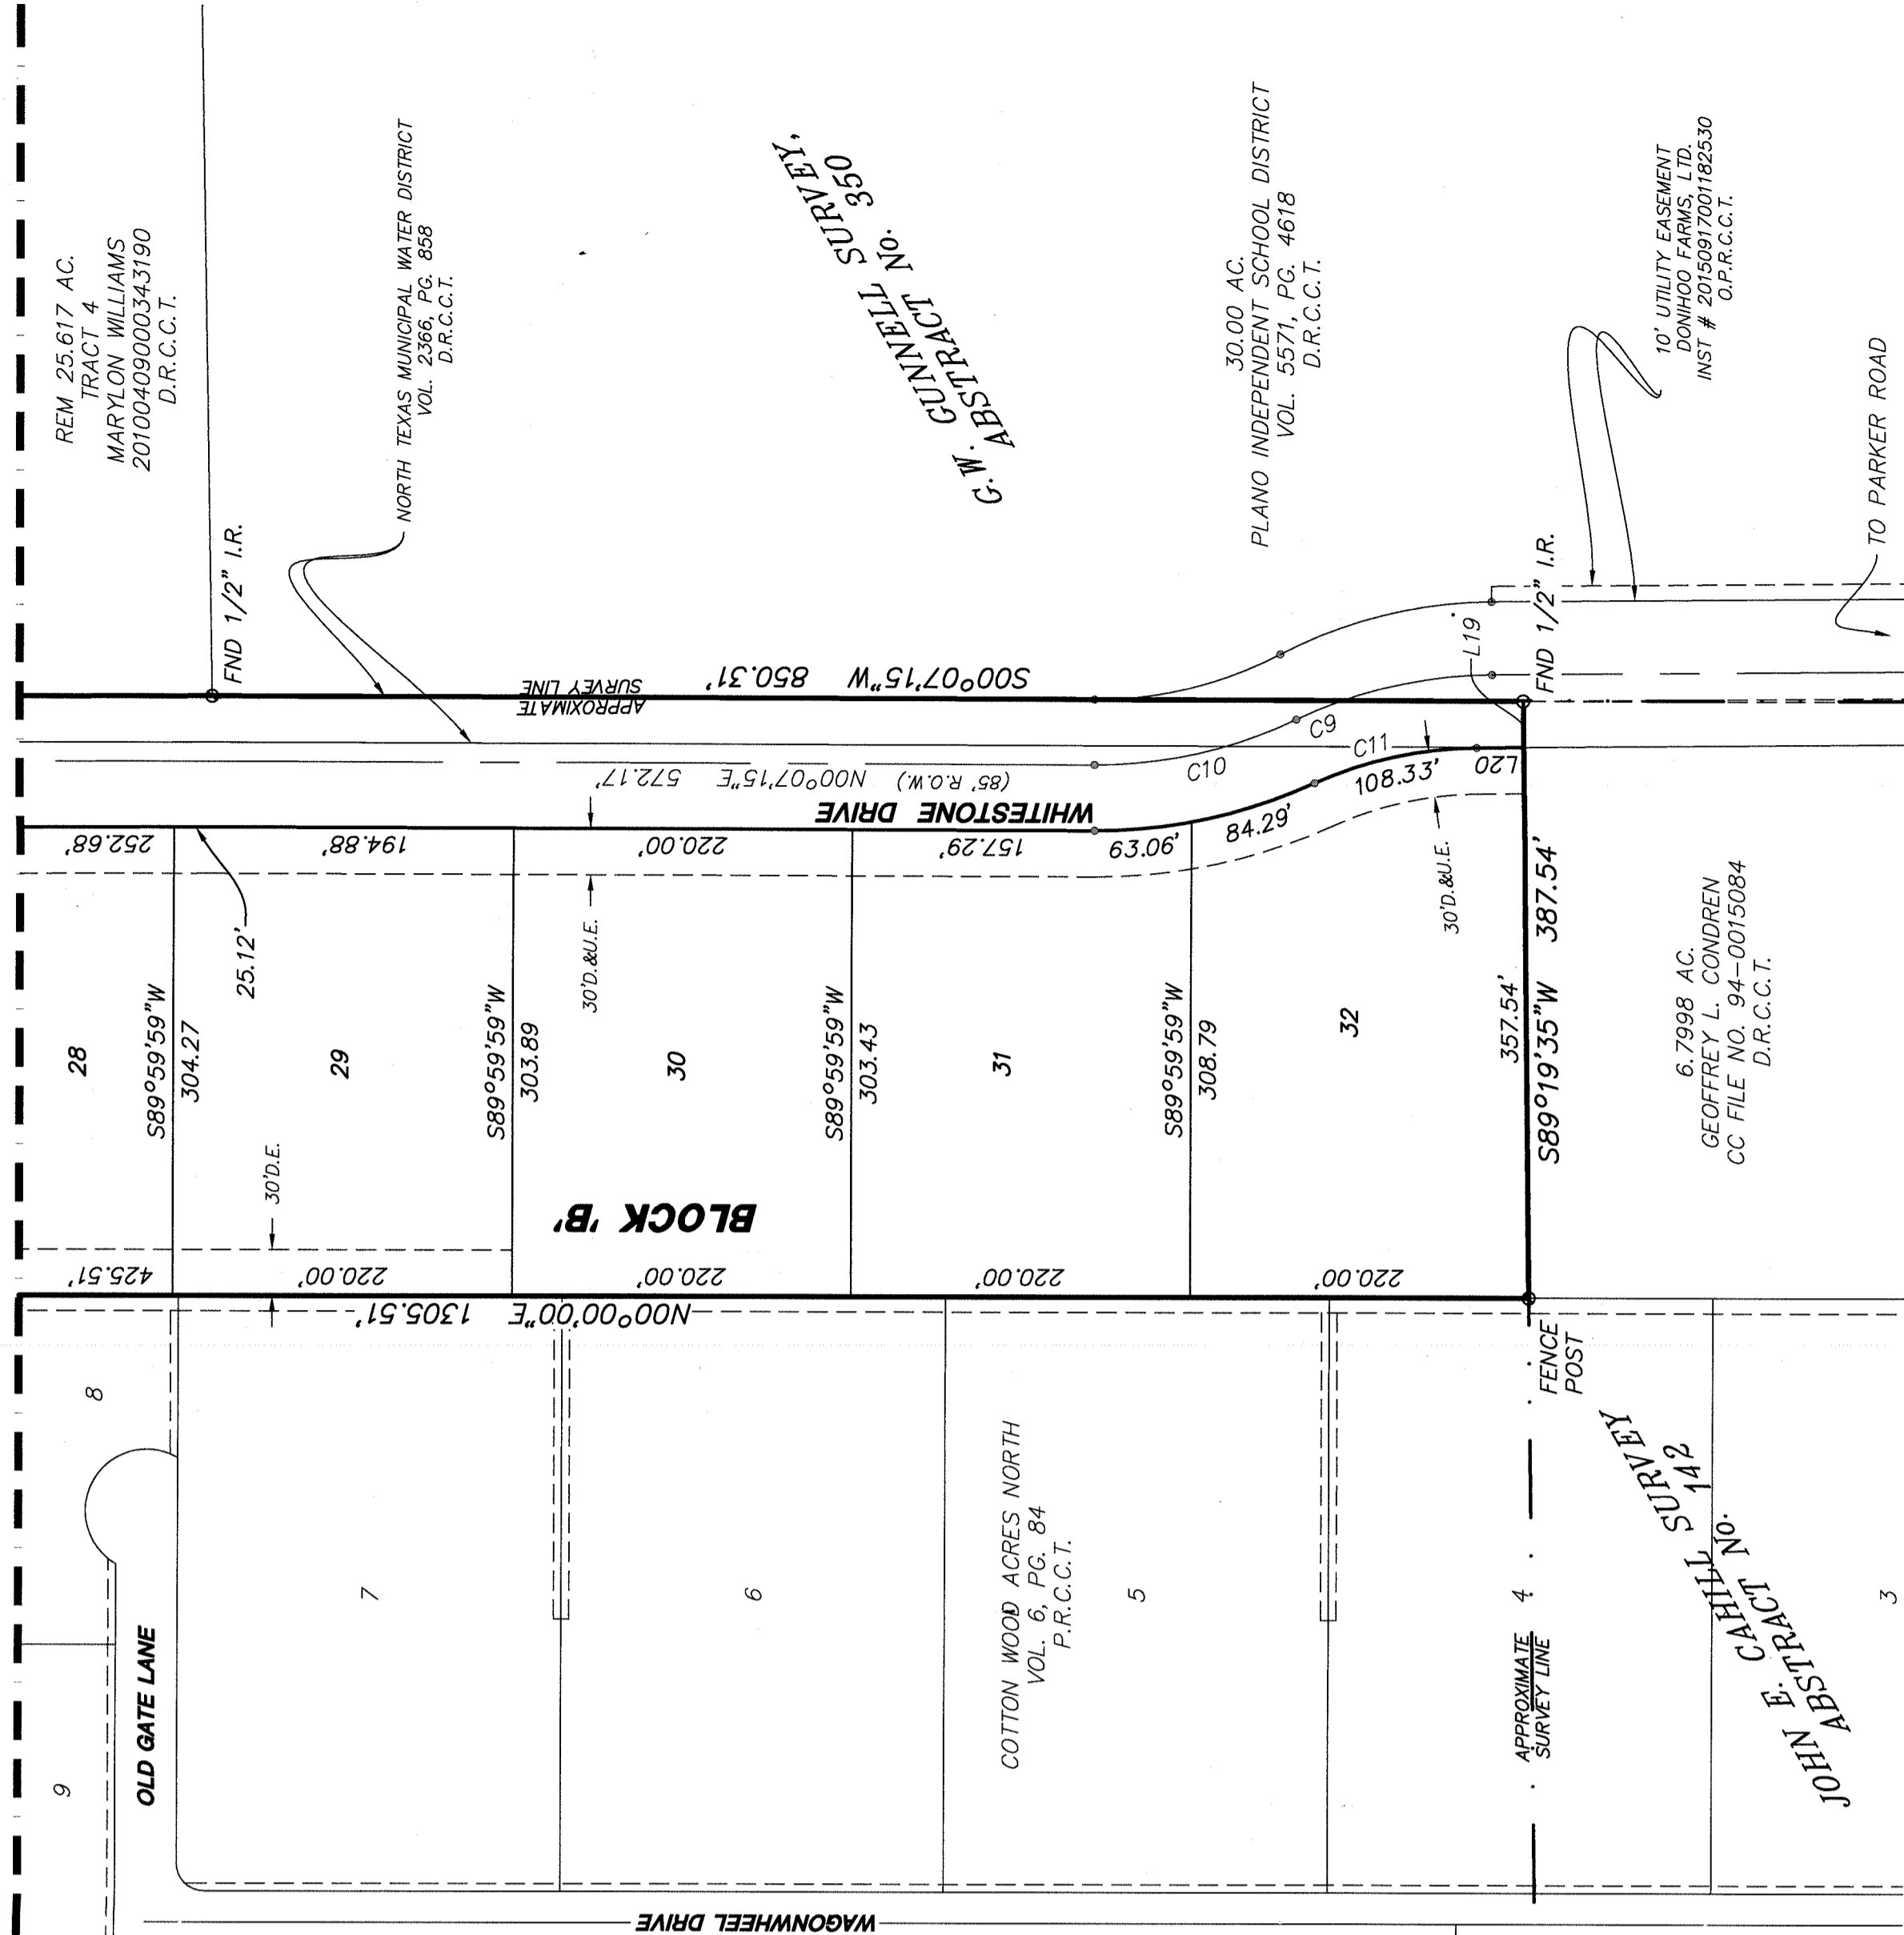 REM 25.617 AC.
TRACT 4
MARYLON WILLIAMS
20100409000343190
D.R.C.C.T.
FND 1/2" I.R.
NORTH TEXAS MUNICIPAL WATER DISTRICT
VOL. 2366, PG. 858
D.R.C.C.T.
G.W. GUNNELL SURVEY,
ABSTRACT No. 350
30.00 AC.
PLANO INDEPENDENT SCHOOL DISTRICT
VOL. 5571, PG. 4618
D.R.C.C.T.
10' UTILITY EASEMENT
DONIHOO FARMS, LTD.
INST # 20150917001182530
O.P.R.C.C.T.
TO PARKER ROAD
FND 1/2" I.R.
L19
S00°07'15"W 850.31'
APPROXIMATE
SURVEY LINE
C9
C11
C10
L20
(85' R.O.W.) N00°07'15"E 572.17'
WHITESTONE DRIVE
252.68'
194.88'
220.00'
157.29'
63.06'
84.29'
108.33'
25.12'
30'D.&U.E.
30'D.&U.E.
28
S89°59'59"W
304.27
29
S89°59'59"W
303.89
30
S89°59'59"W
303.43
31
S89°59'59"W
308.79
32
357.54'
S89°19'35"W 387.54'
6.7998 AC.
GEOFFREY L. CONDREN
CC FILE NO. 94-0015084
D.R.C.C.T.
30'D.E.
BLOCK 'B'
425.51'
220.00'
220.00'
220.00'
220.00'
N00°00'00"E 1305.51'
FENCE
POST
8
9
OLD GATE LANE
7
6
COTTON WOOD ACRES NORTH
VOL. 6, PG. 84
P.R.C.C.T.
5
4
APPROXIMATE
SURVEY LINE
JOHN E. CAHILL SURVEY
ABSTRACT No. 142
3
WAGONWHEEL DRIVE